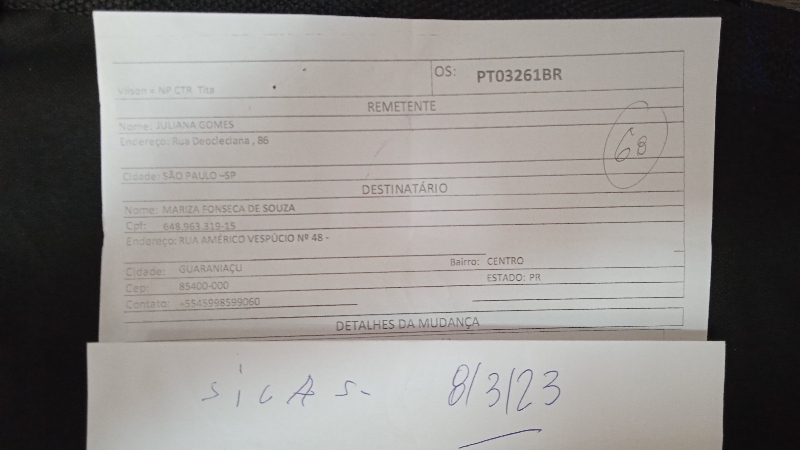 OS: PT03261BR
Vilson = NP CTR Tita
REMETENTE
Nome: JULIANA GOMES
Endereço: Rua Deocleciana , 86
68
Cidade: SÃO PAULO –SP
DESTINATÁRIO
Nome: MARIZA FONSECA DE SOUZA
Cpf: 648.963.319-15
Endereço: RUA AMÉRICO VESPÚCIO Nº 48 -
Bairro: CENTRO
Cidade: GUARANIAÇU
ESTADO: PR
Cep: 85400-000
Contato: +5545998599060
DETALHES DA MUDANÇA
8/3/23